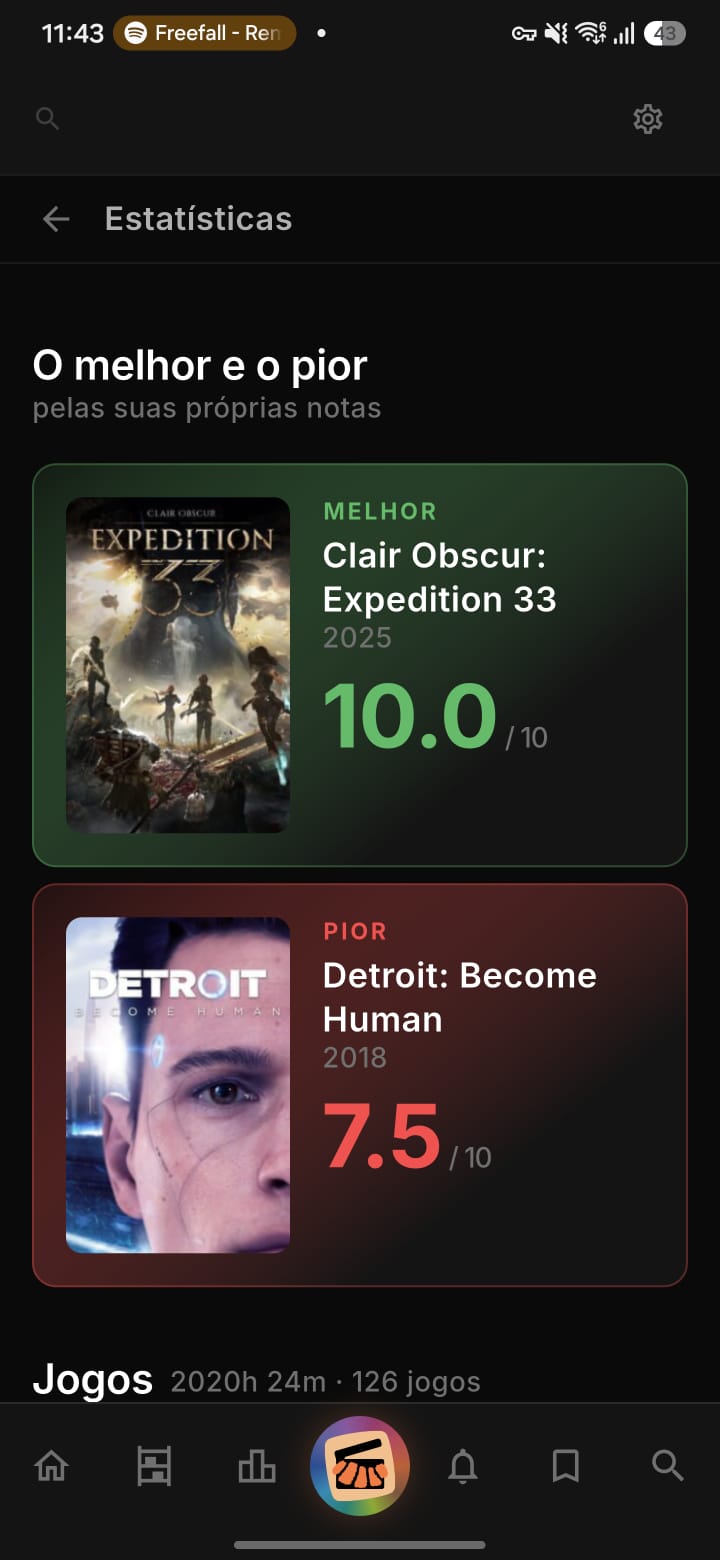 11:43 Freefall - Ren
43
Estatísticas
O melhor e o pior
pelas suas próprias notas
CLAIR OBSCUR
EXPEDITION
33
MELHOR
Clair Obscur:
Expedition 33
2025
10.0 / 10
DETROIT
BECOME HUMAN
PIOR
Detroit: Become
Human
2018
7.5 / 10
Jogos 2020h 24m · 126 jogos